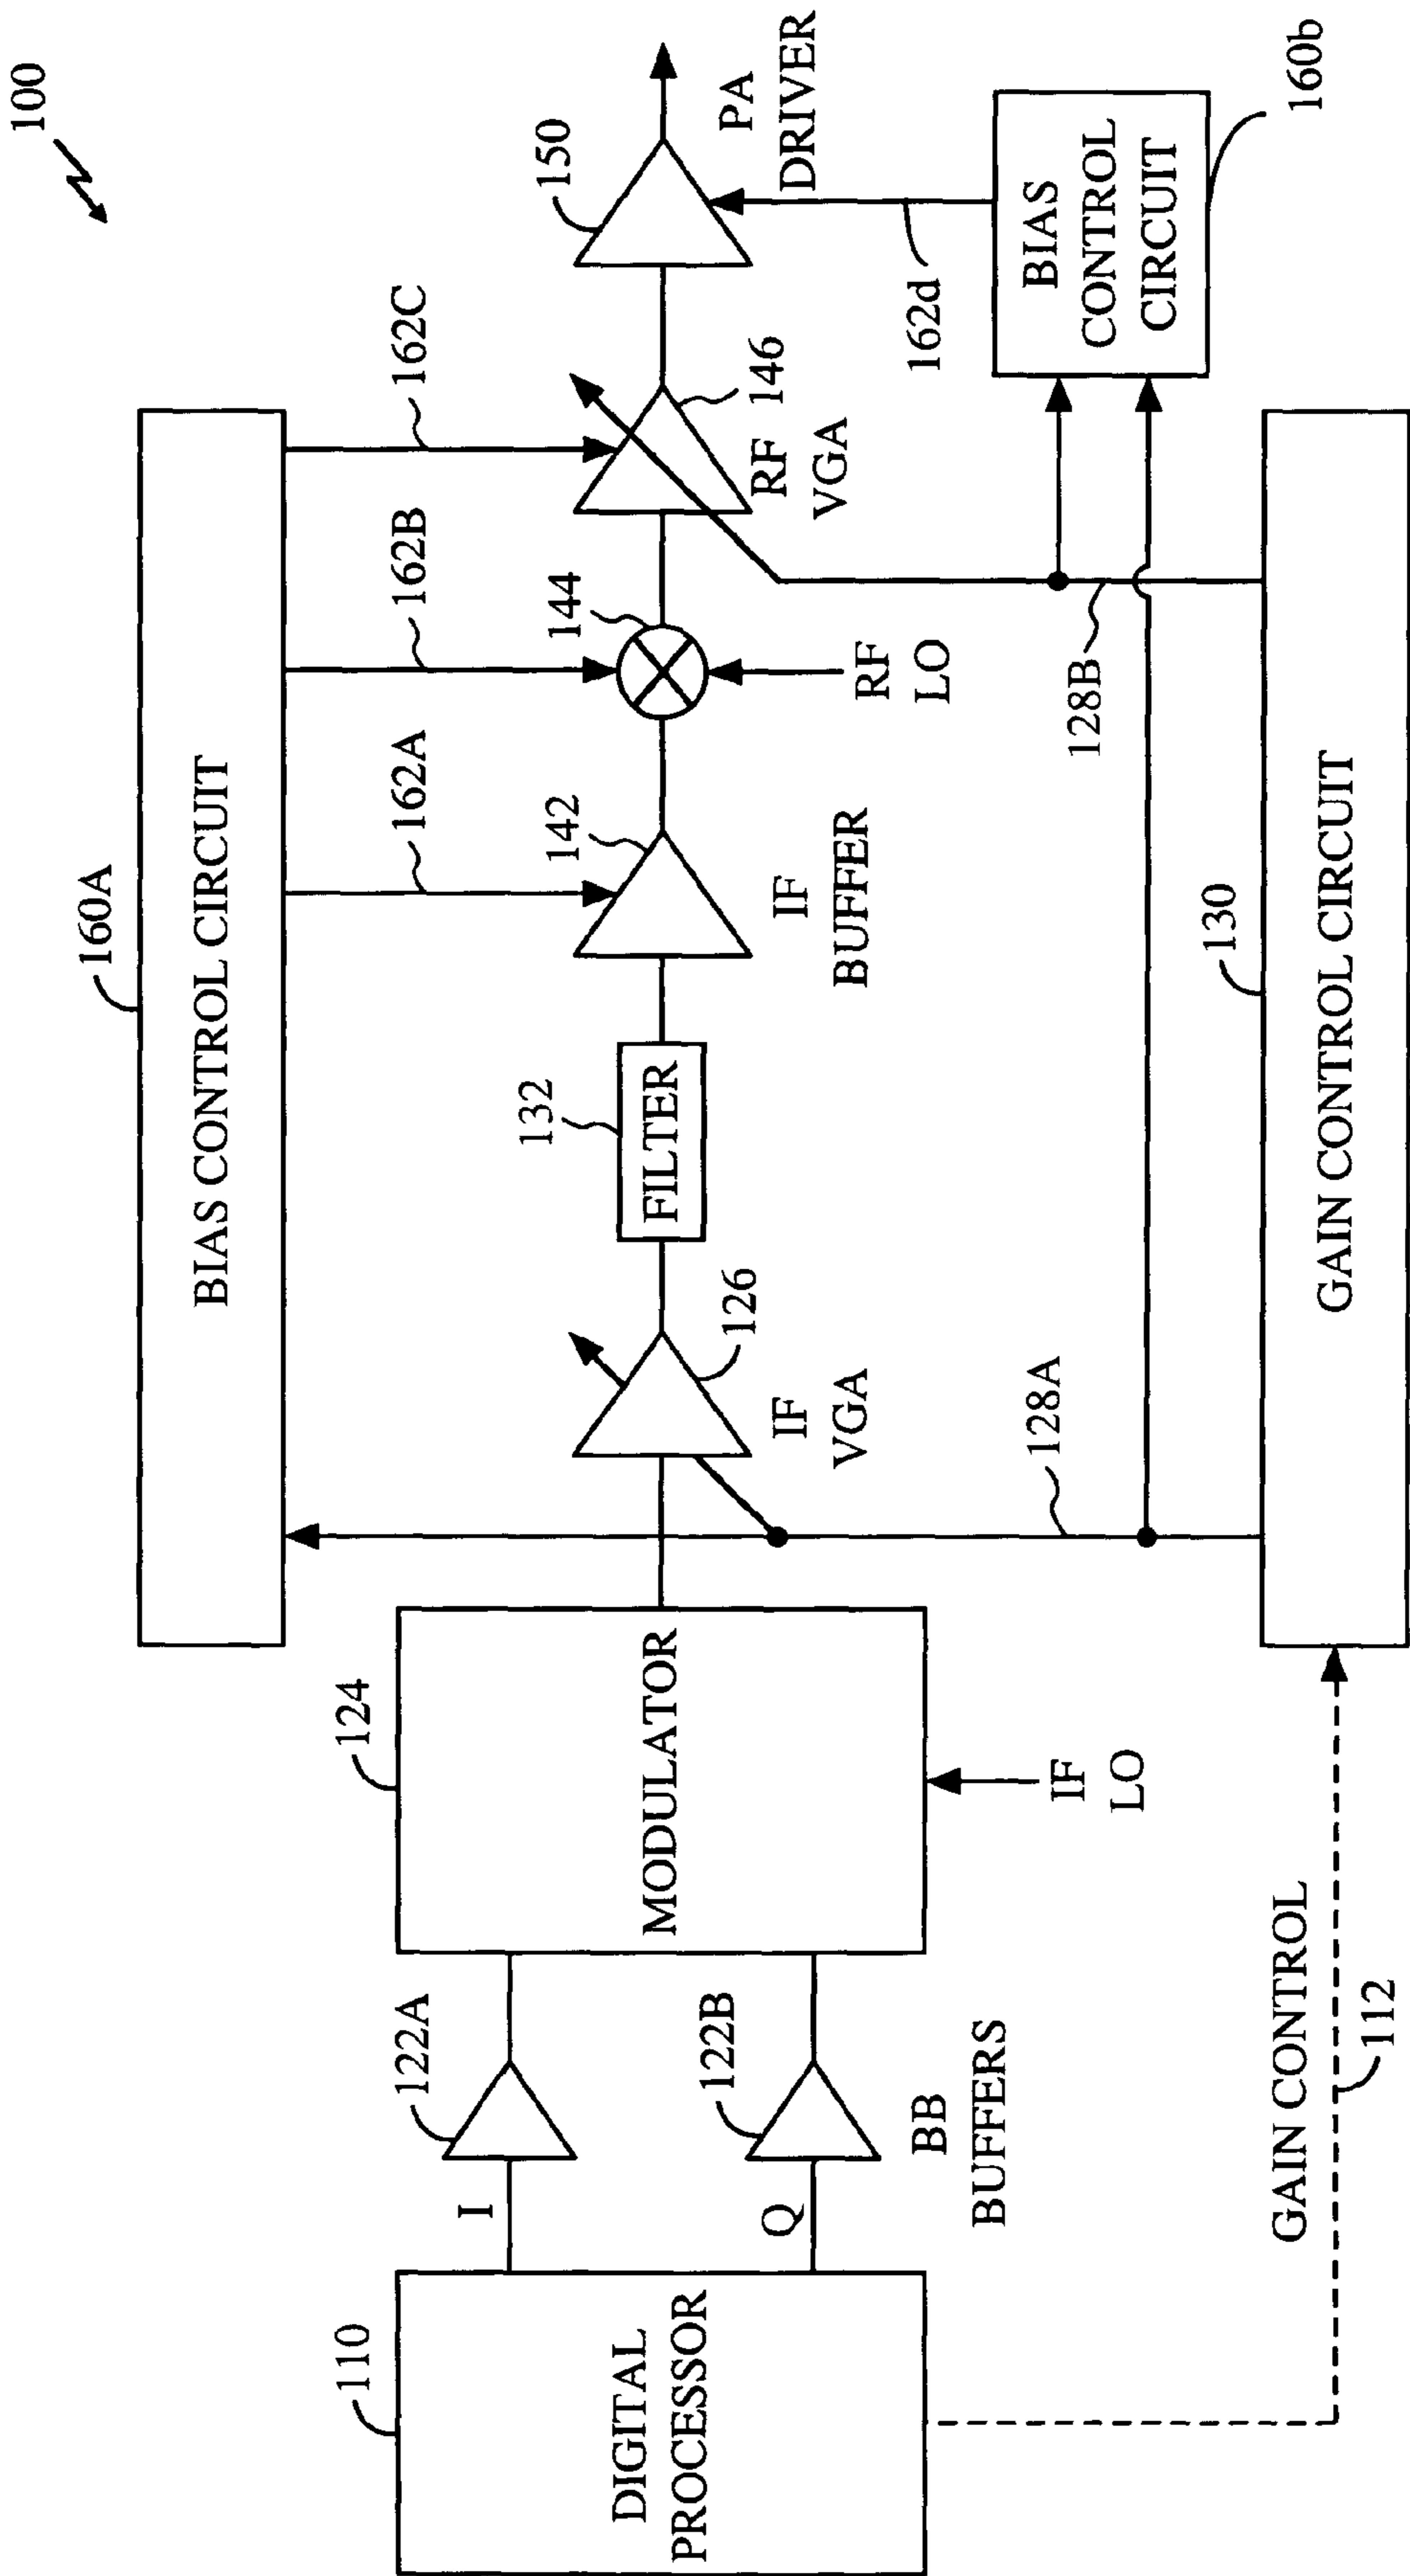 100
160A
BIAS CONTROL CIRCUIT
162A
162B
162C
110
DIGITAL
PROCESSOR
I
Q
122A
122B
BB
BUFFERS
124
MODULATOR
IF
LO
126
IF
VGA
132
FILTER
142
IF
BUFFER
144
RF
LO
146
RF
VGA
150
PA
DRIVER
162d
BIAS
CONTROL
CIRCUIT
160b
128A
128B
130
GAIN CONTROL CIRCUIT
GAIN CONTROL
112